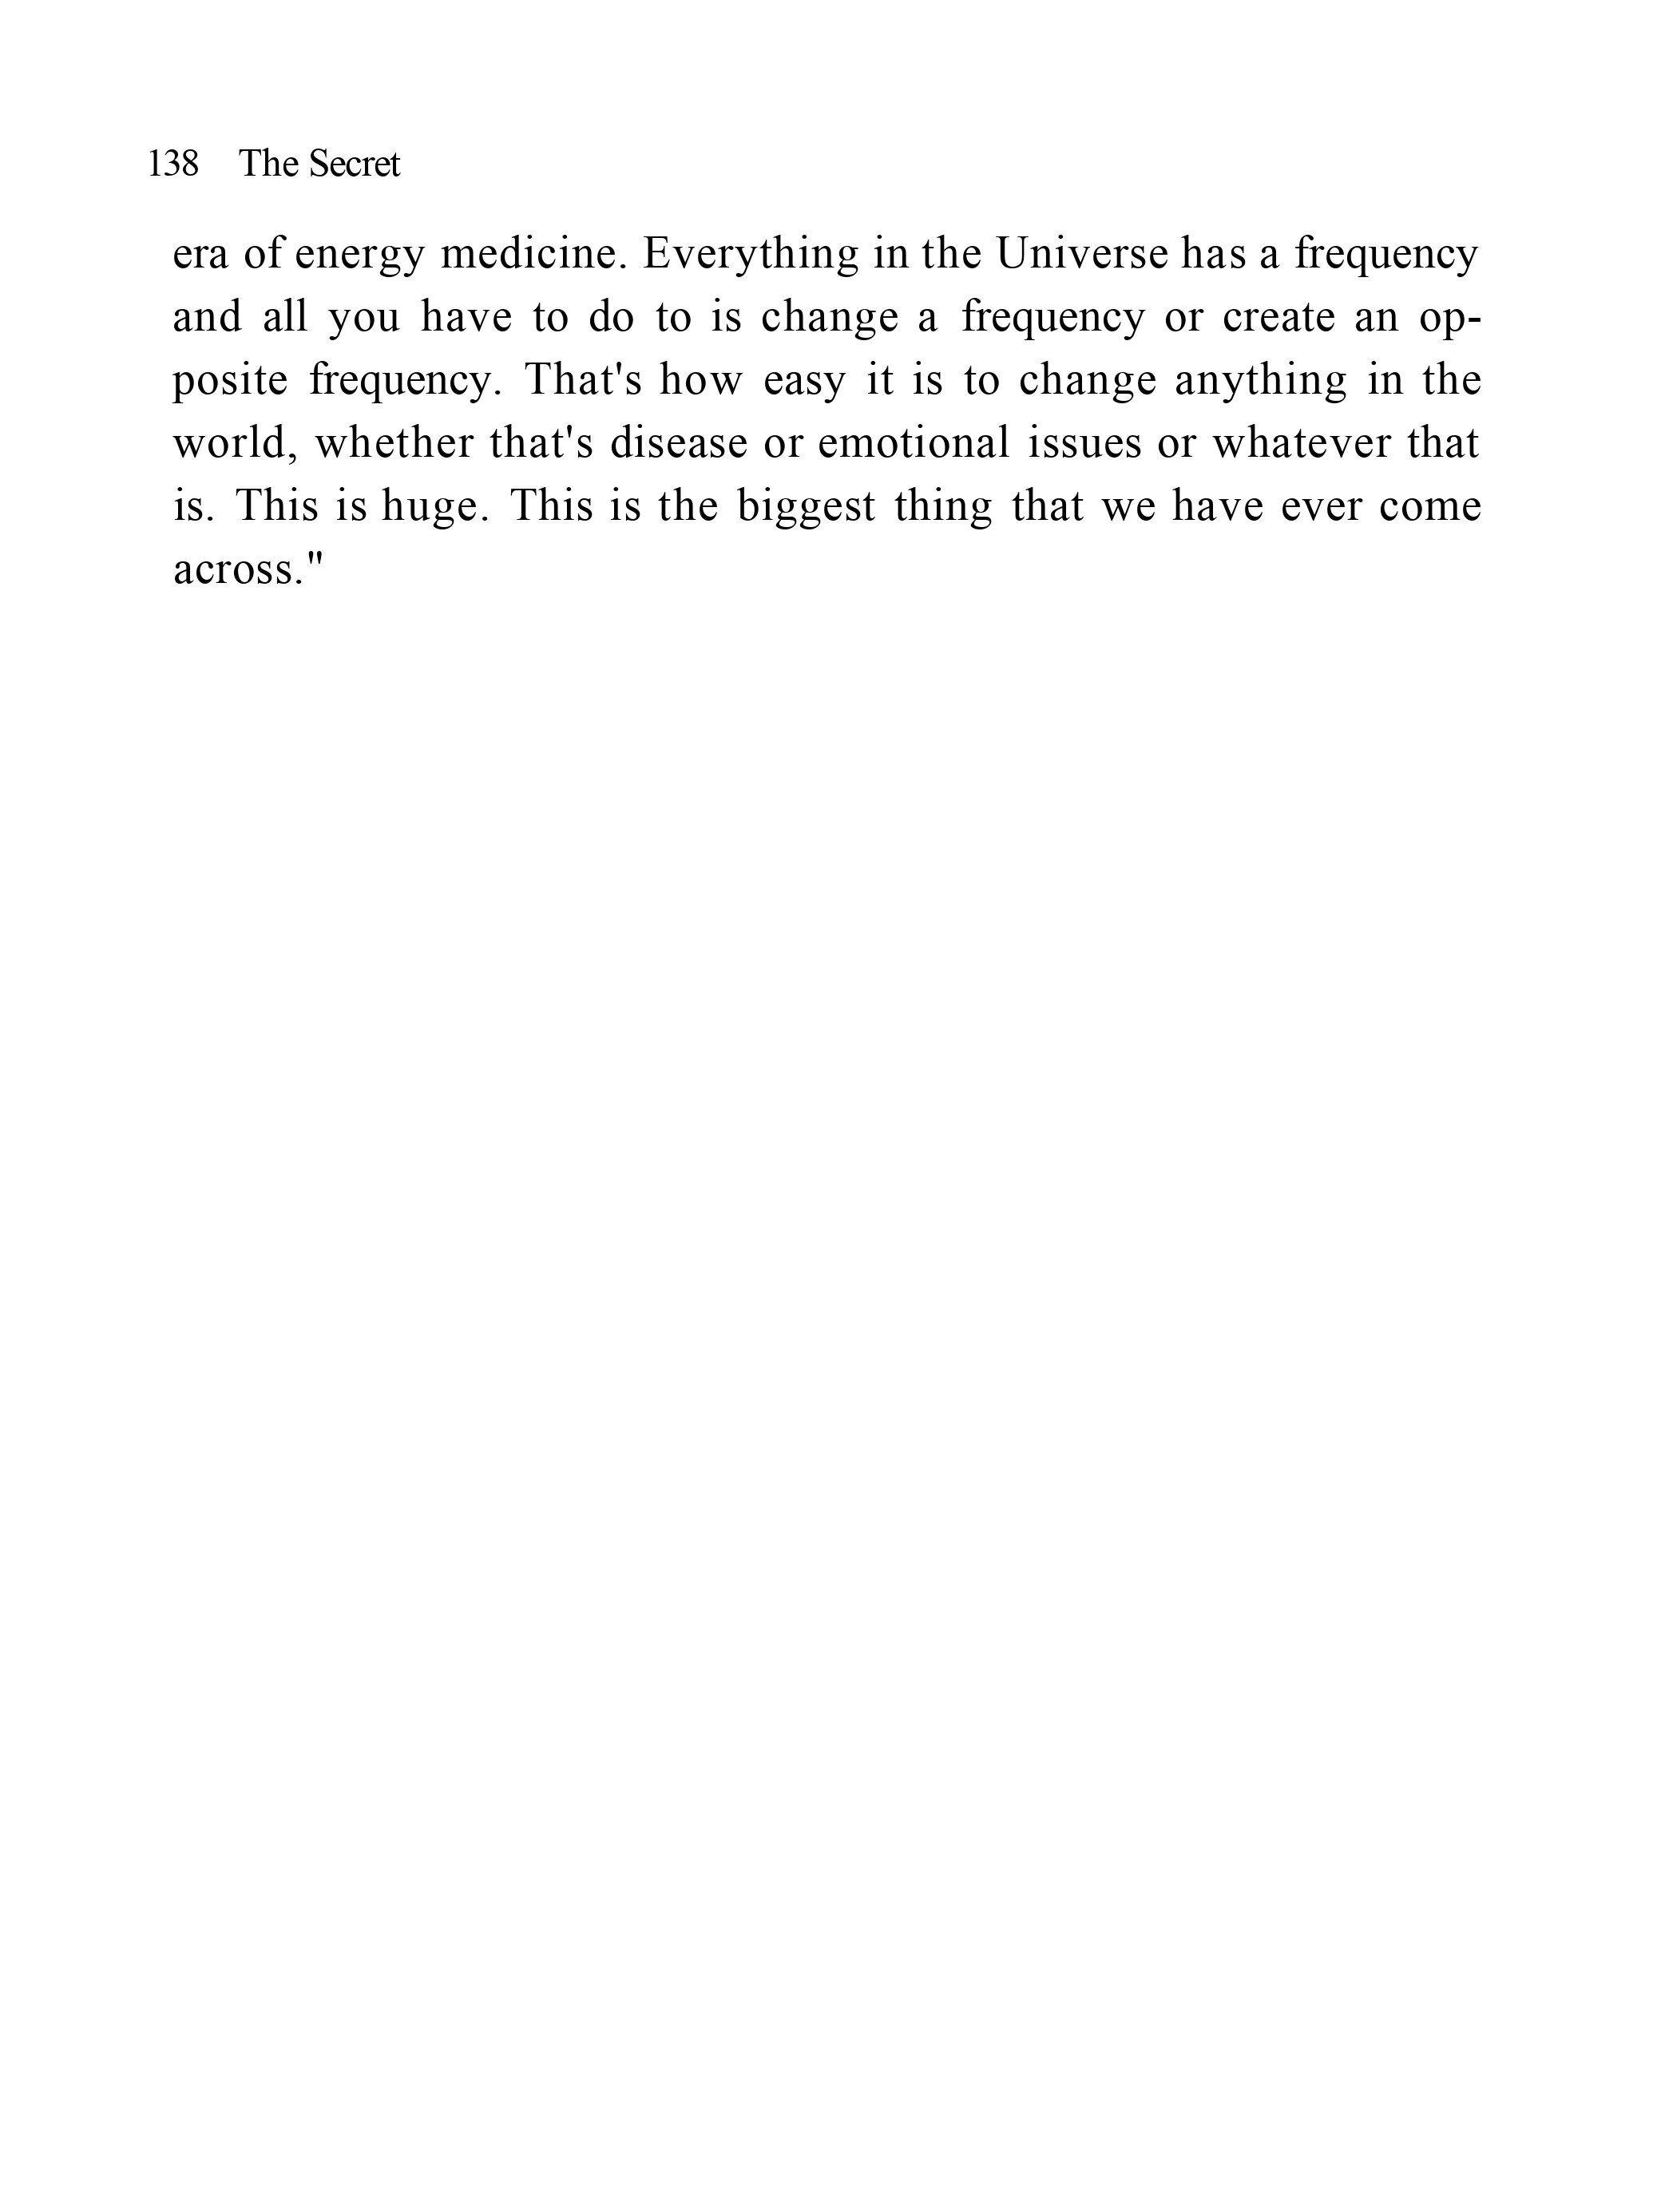 138 The Secret
era of energy medicine. Everything in the Universe has a frequency
and all you have to do to is change a frequency or create an op-
posite frequency. That's how easy it is to change anything in the
world, whether that's disease or emotional issues or whatever that
is. This is huge. This is the biggest thing that we have ever come
across."